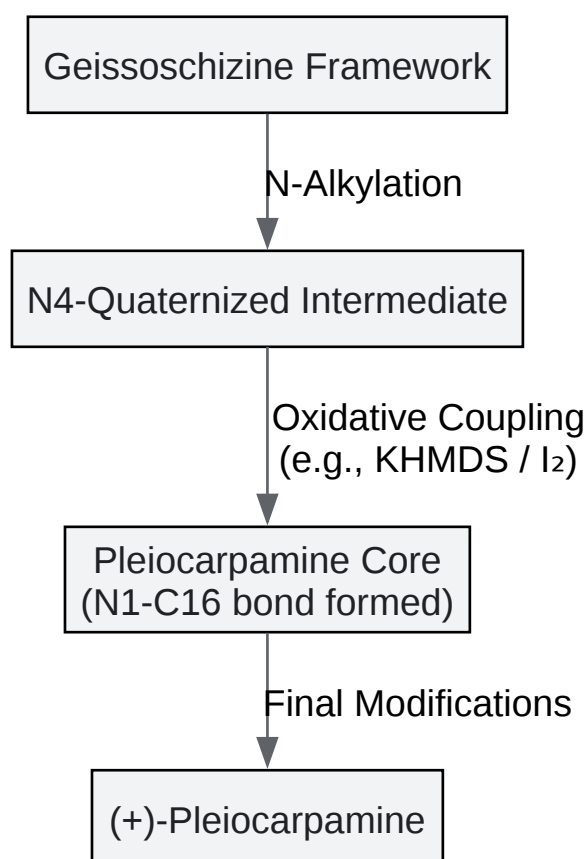 Geissoschizine Framework
N-Alkylation
N4-Quaternized Intermediate
Oxidative Coupling
(e.g., KHMDS / I₂)
Pleiocarpamine Core
(N1-C16 bond formed)
Final Modifications
(+)-Pleiocarpamine